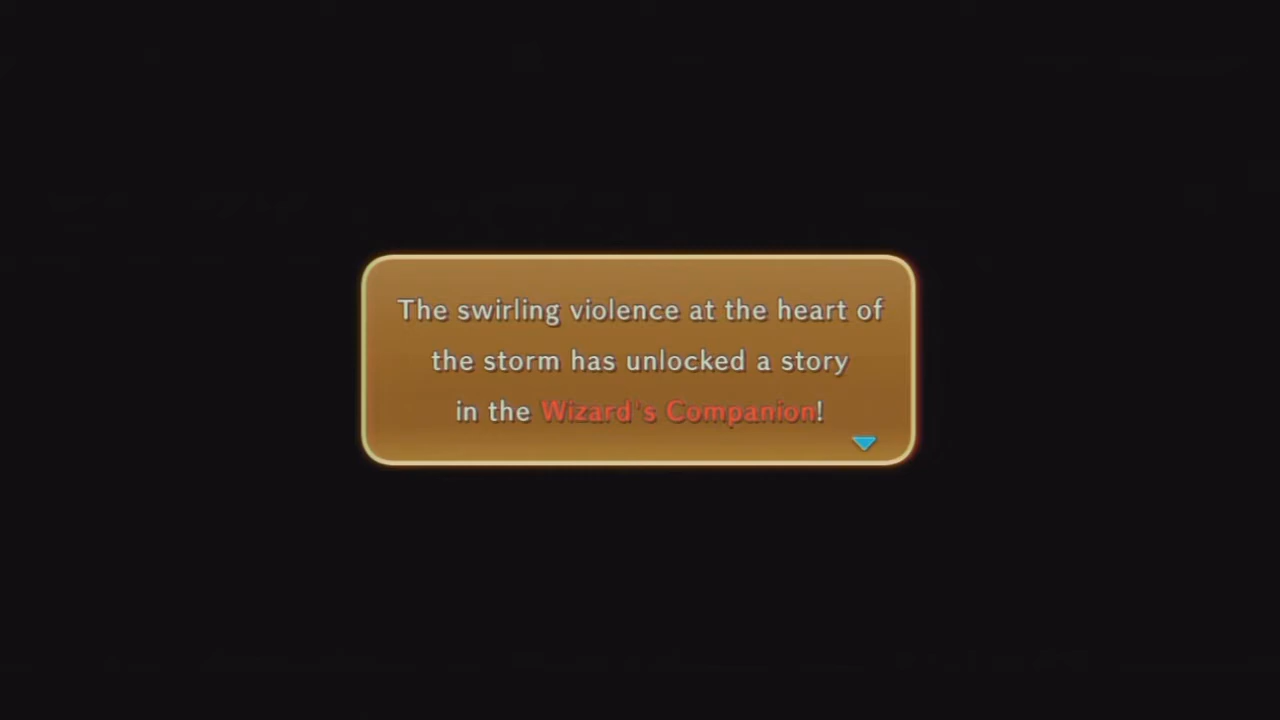 The swirling violence at the heart of
the storm has unlocked a story
in the Wizard's Companion!